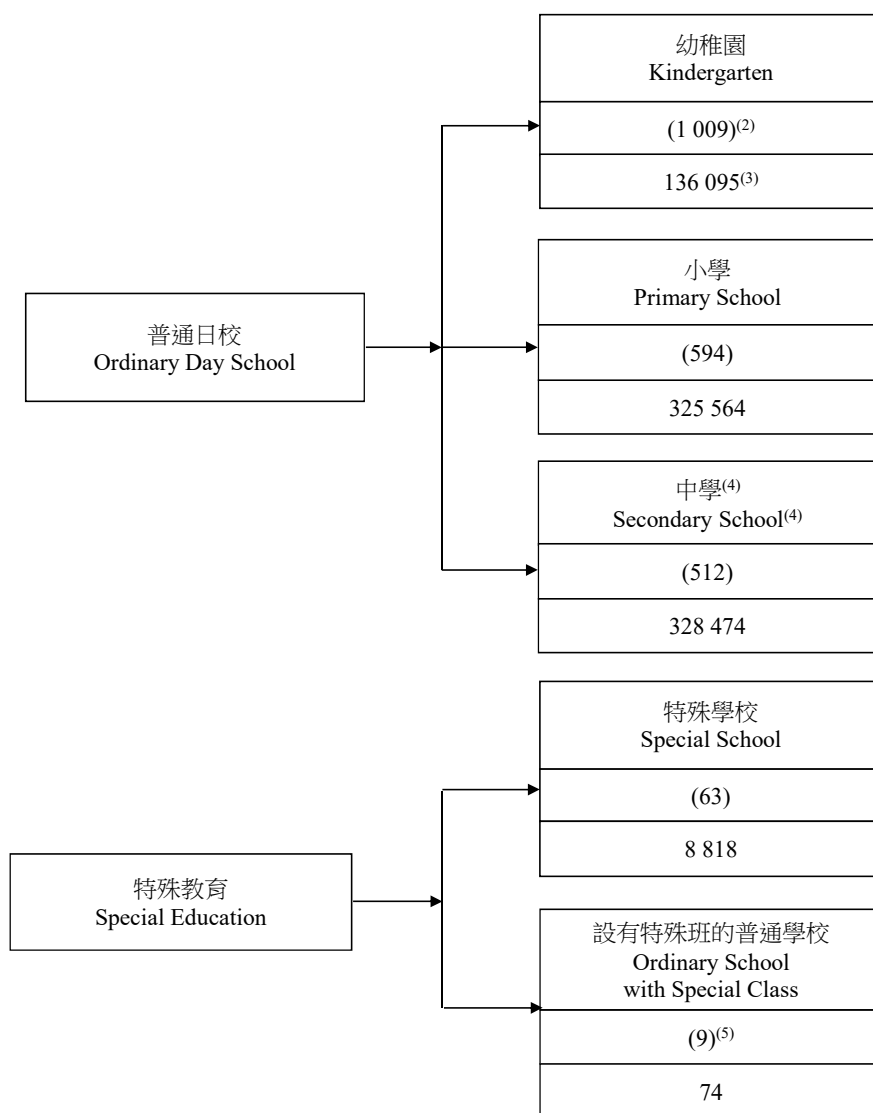 幼稚園
Kindergarten
(1 009)(2)
136 095(3)
小學
Primary School
(594)
325 564
普通日校
Ordinary Day School
中學(4)
Secondary School(4)
(512)
328 474
特殊學校
Special School
(63)
8 818
特殊教育
Special Education
設有特殊班的普通學校
Ordinary School
with Special Class
(9)(5)
74